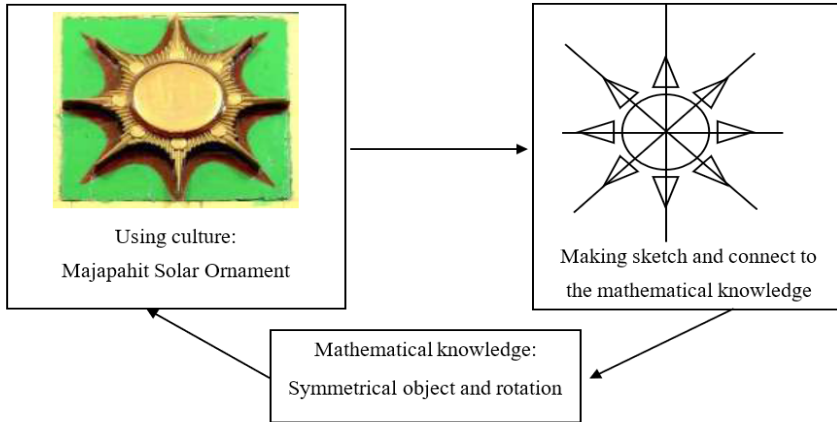 Using culture:
Majapahit Solar Ornament
Making sketch and connect to
the mathematical knowledge
Mathematical knowledge:
Symmetrical object and rotation